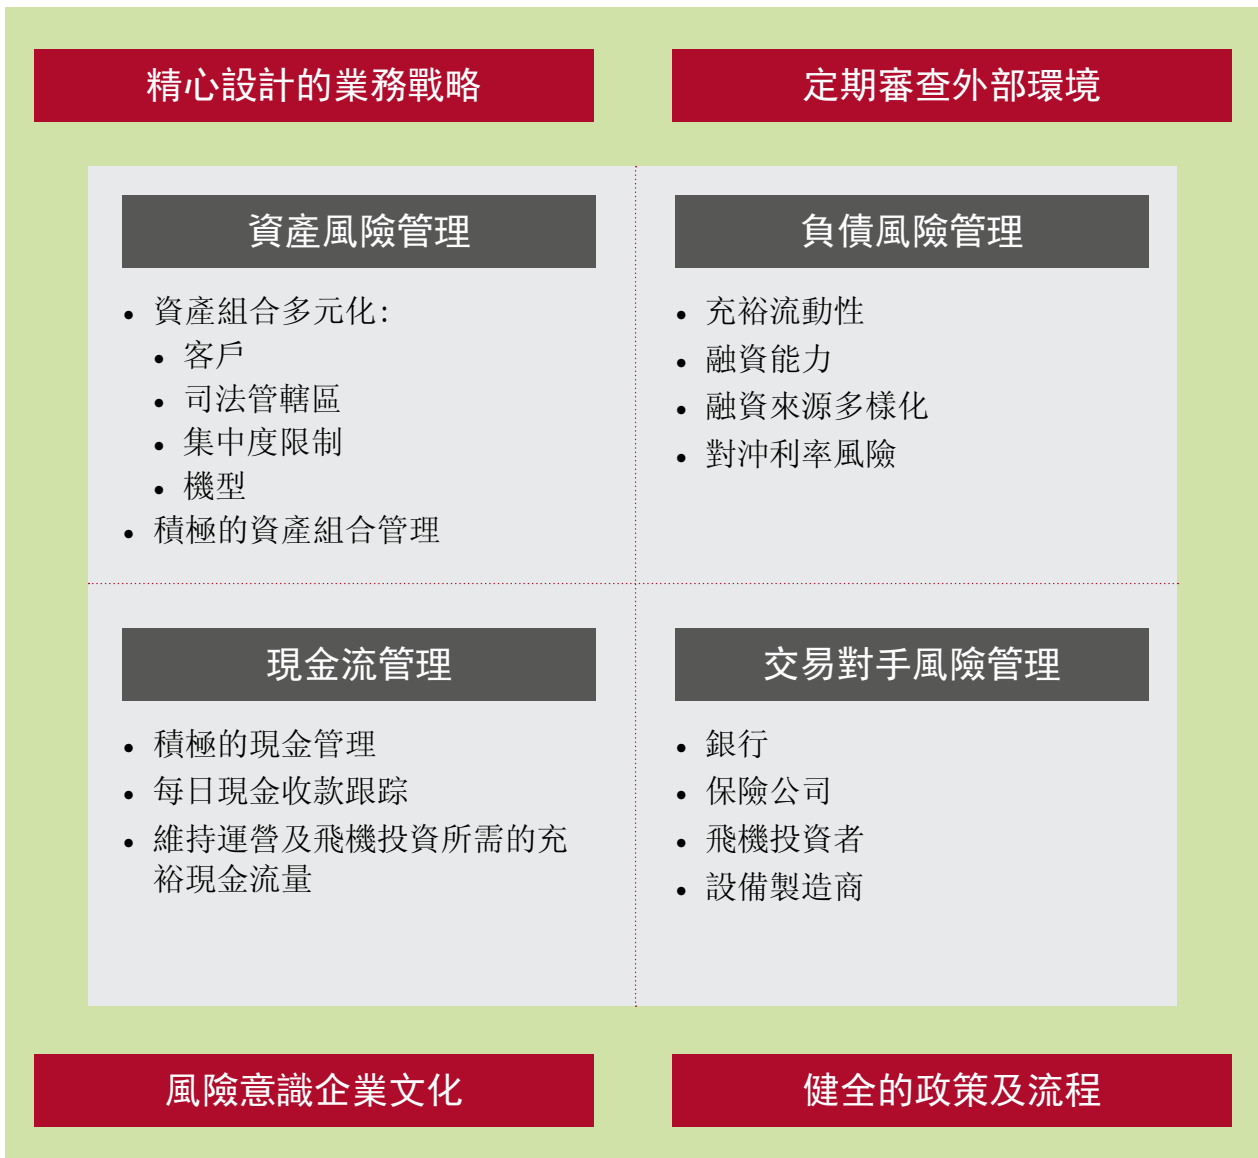 精心設計的業務戰略
定期審查外部環境
資產風險管理
• 資產組合多元化：
• 客戶
• 司法管轄區
• 集中度限制
• 機型
• 積極的資產組合管理
負債風險管理
• 充裕流動性
• 融資能力
• 融資來源多樣化
• 對沖利率風險
現金流管理
• 積極的現金管理
• 每日現金收款跟踪
• 維持運營及飛機投資所需的充
裕現金流量
交易對手風險管理
• 銀行
• 保險公司
• 飛機投資者
• 設備製造商
風險意識企業文化
健全的政策及流程